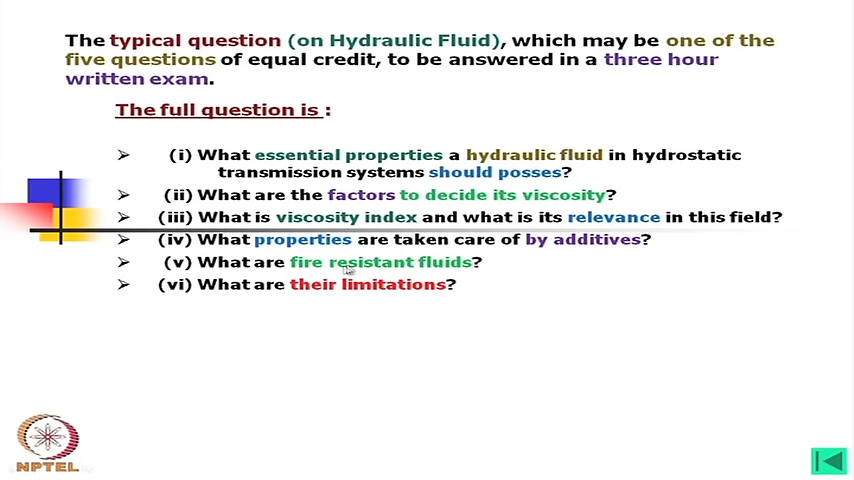 The typical question (on Hydraulic Fluid), which may be one of the
five questions of equal credit, to be answered in a three hour
written exam.
The full question is :
➢ (i) What essential properties a hydraulic fluid in hydrostatic
transmission systems should posses?
➢ (ii) What are the factors to decide its viscosity?
➢ (iii) What is viscosity index and what is its relevance in this field?
➢ (iv) What properties are taken care of by additives?
➢ (v) What are fire resistant fluids?
➢ (vi) What are their limitations?
NPTEL